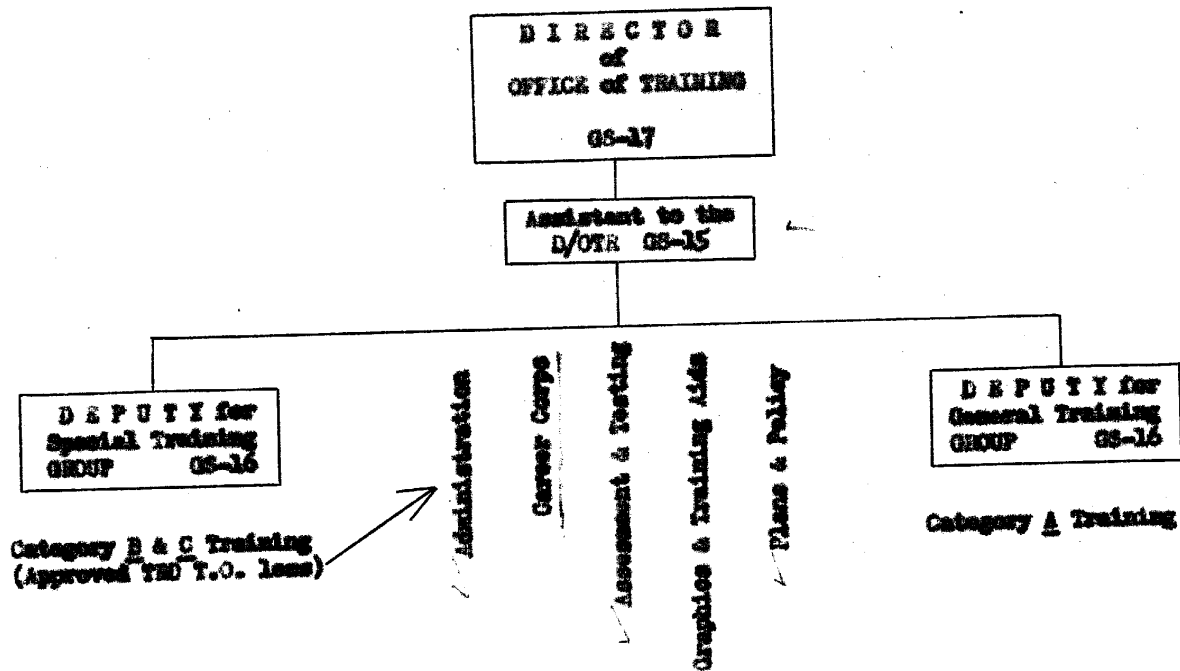 D I R E C T O R
of
OFFICE of TRAINING
GS-17
Assistant to the
D/OTR GS-15
D E P U T Y for
Special Training
GROUP GS-16
Category B & C Training
(Approved TRD T.O. less)
Administration
Career Corps
Assessment & Testing
Graphics & Training Aids
Plans & Policy
D E P U T Y for
General Training
GROUP GS-16
Category A Training